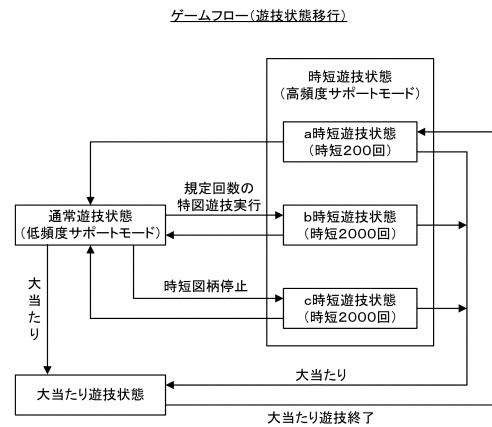 ゲームフロー(遊技状態移行)
時短遊技状態
(高頻度サポートモード)
a時短遊技状態
(時短200回)
規定回数の
特図遊技実行
通常遊技状態
(低頻度サポートモード)
b時短遊技状態
(時短2000回)
時短図柄停止
c時短遊技状態
(時短2000回)
大当たり
大当たり
大当たり遊技状態
大当たり遊技終了